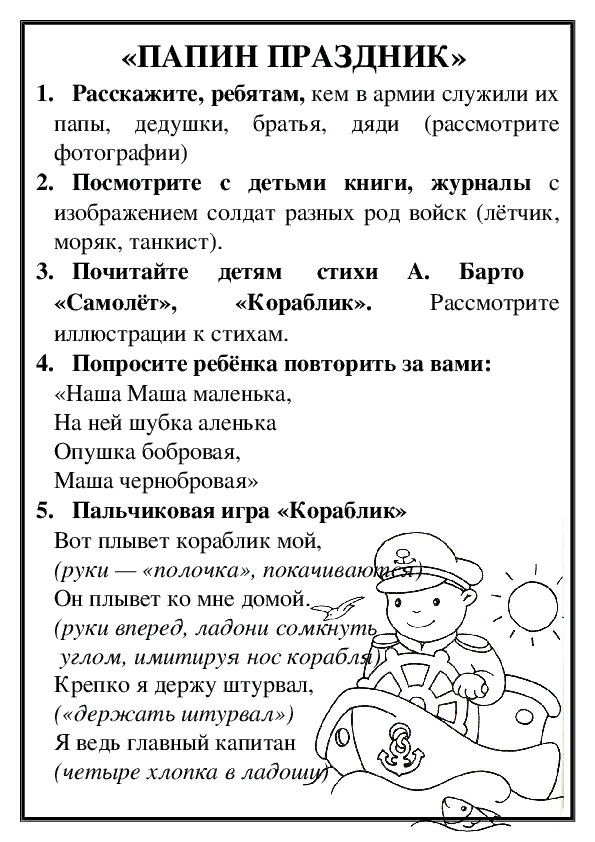 «ПАПИН ПРАЗДНИК»
1. Расскажите, ребятам, кем в армии служили их
папы, дедушки, братья, дяди (рассмотрите
фотографии)
2. Посмотрите с детьми книги, журналы с
изображением солдат разных род войск (лётчик,
моряк, танкист).
3. Почитайте детям стихи А. Барто
«Самолёт», «Кораблик». Рассмотрите
иллюстрации к стихам.
4. Попросите ребёнка повторить за вами:
«Наша Маша маленька,
На ней шубка аленька
Опушка бобровая,
Маша чернобровая»
5. Пальчиковая игра «Кораблик»
Вот плывет кораблик мой,
(руки — «полочка», покачиваются)
Он плывет ко мне домой.
(руки вперед, ладони сомкнуть
углом, имитируя нос корабля)
Крепко я держу штурвал,
(«держать штурвал»)
Я ведь главный капитан
(четыре хлопка в ладоши)